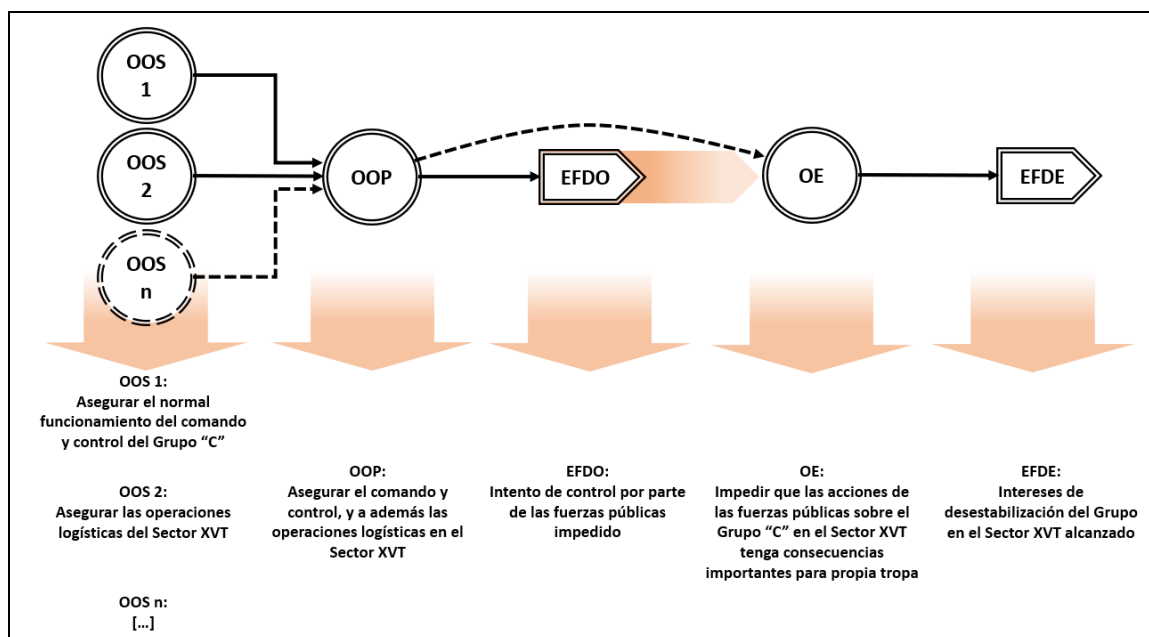 OOS
1
OOS
2
OOS
n
OOP
EFDO
OE
EFDE
OOS 1:
Asegurar el normal
funcionamiento del comando
y control del Grupo “C”
OOS 2:
Asegurar las operaciones
logísticas del Sector XVT
OOS n:
[…]
OOP:
Asegurar el comando y
control, y a además las
operaciones logísticas en el
Sector XVT
EFDO:
Intento de control por parte
de las fuerzas públicas
impedido
OE:
Impedir que las acciones de
las fuerzas públicas sobre el
Grupo “C” en el Sector XVT
tenga consecuencias
importantes para propia tropa
EFDE:
Intereses de
desestabilización del Grupo
en el Sector XVT alcanzado